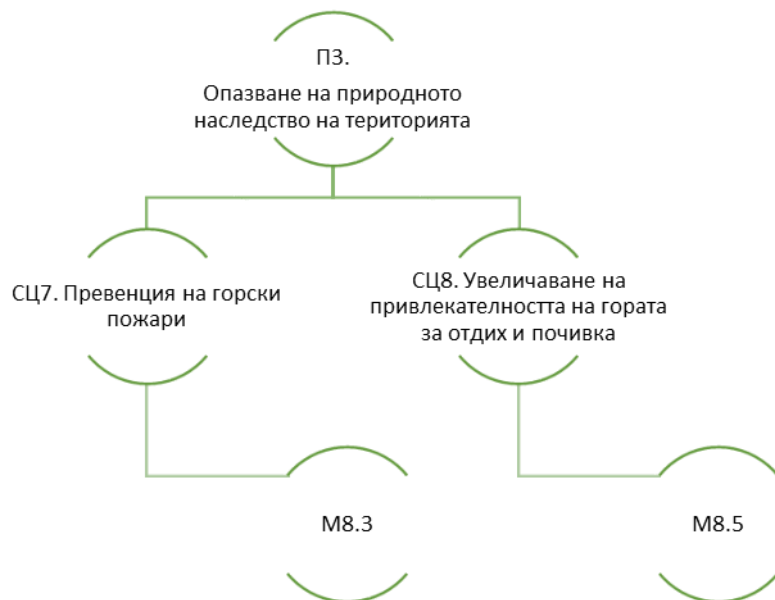 П3.
Опазване на природното
наследство на територията
СЦ7. Превенция на горски
пожари
СЦ8. Увеличаване на
привлекателността на гората
за отдих и почивка
М8.3
М8.5